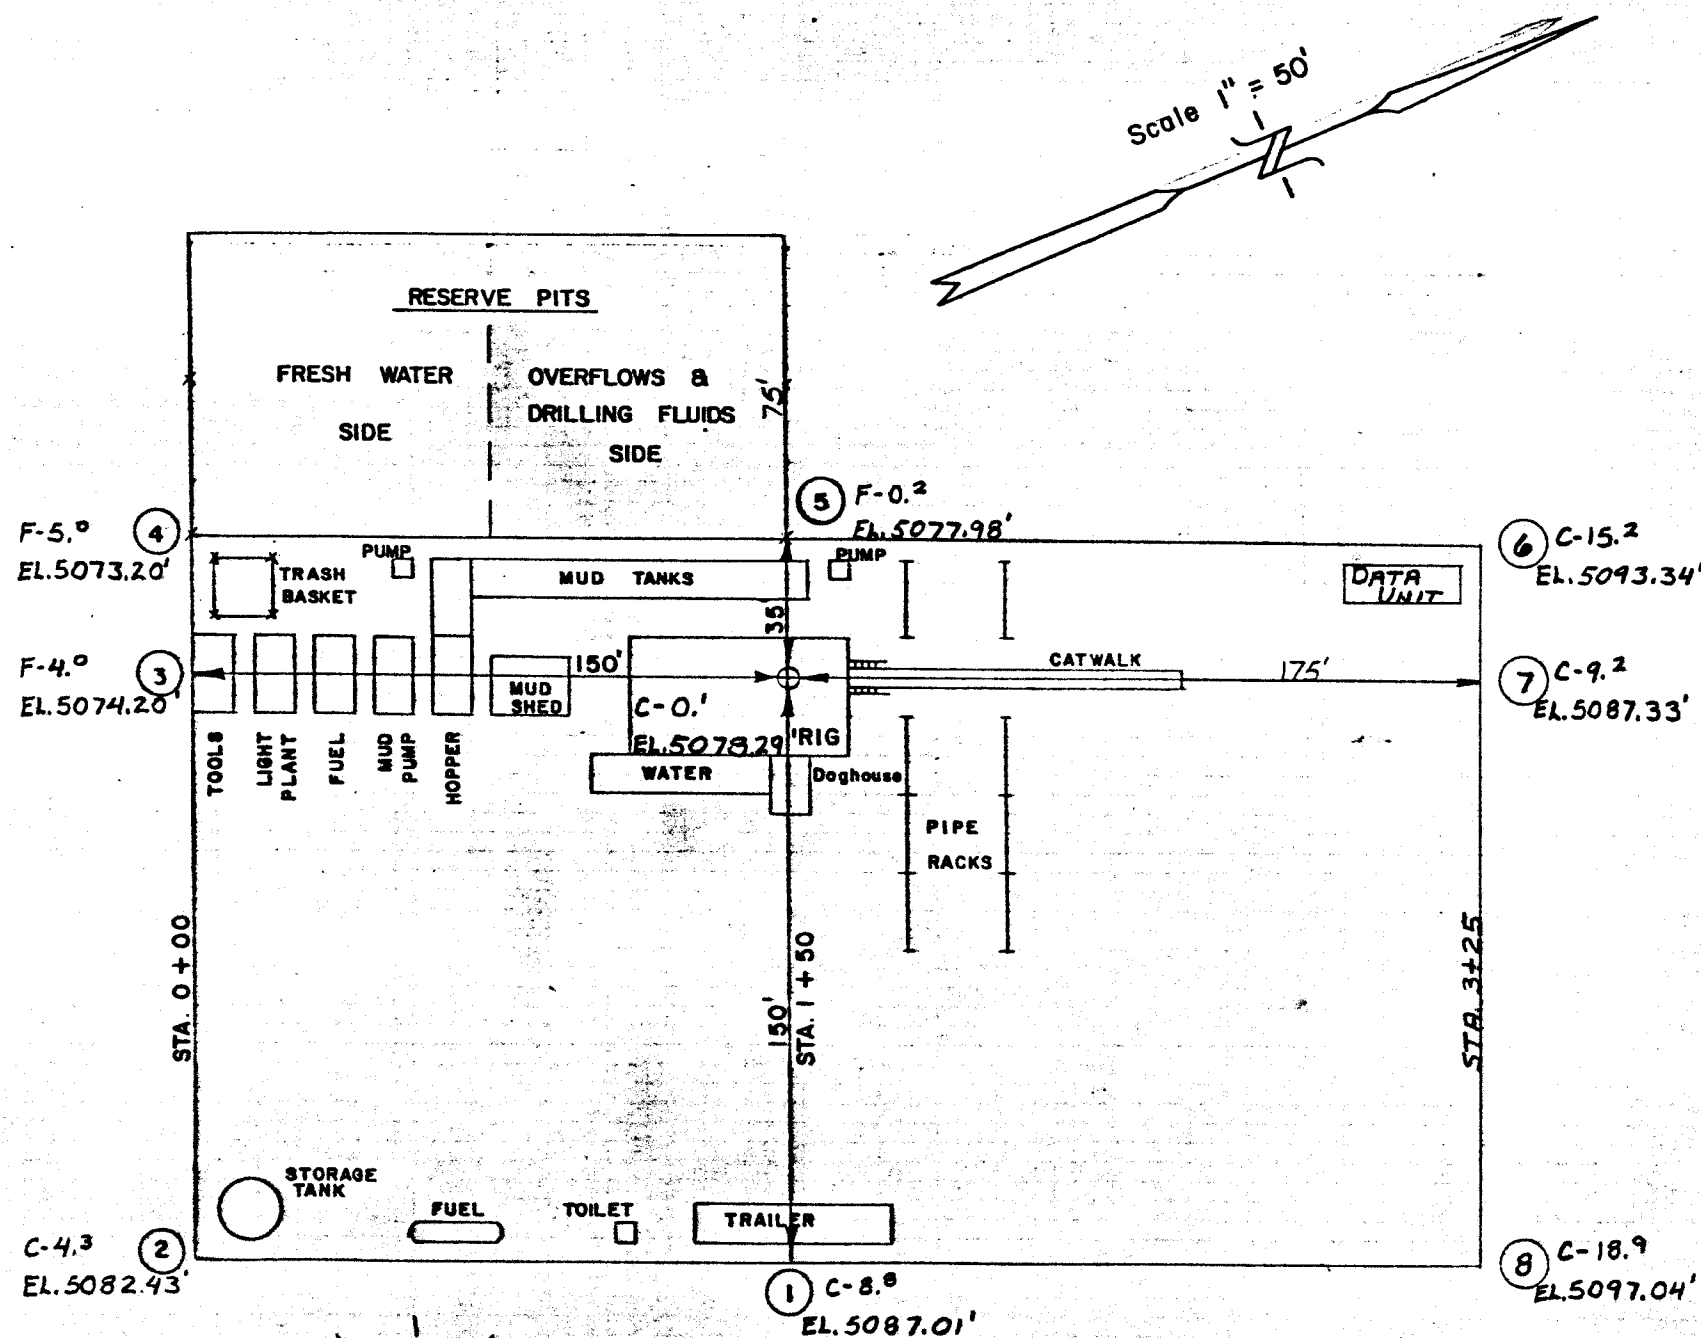 Scale 1" = 50'
RESERVE PITS
FRESH WATER
SIDE
OVERFLOWS &
DRILLING FLUIDS
SIDE
75'
4
F-5.0
EL.5073.20'
5
F-0.2
EL.5077.98'
6
C-15.2
EL.5093.34'
TRASH
BASKET
PUMP
MUD TANKS
PUMP
DATA
UNIT
35'
3
F-4.0
EL.5074.20'
150'
MUD
SHED
C-0.1
EL.5078.29'
RIG
CATWALK
175'
7
C-9.2
EL.5087.33'
TOOLS
LIGHT
PLANT
FUEL
MUD
PUMP
HOPPER
WATER
Doghouse
PIPE
RACKS
STA. 0+00
150'
STA. 1+50
STA. 3+25
STORAGE
TANK
FUEL
TOILET
TRAILER
2
C-4.3
EL.5082.43'
1
C-8.8
EL.5087.01'
8
C-18.9
EL.5097.04'